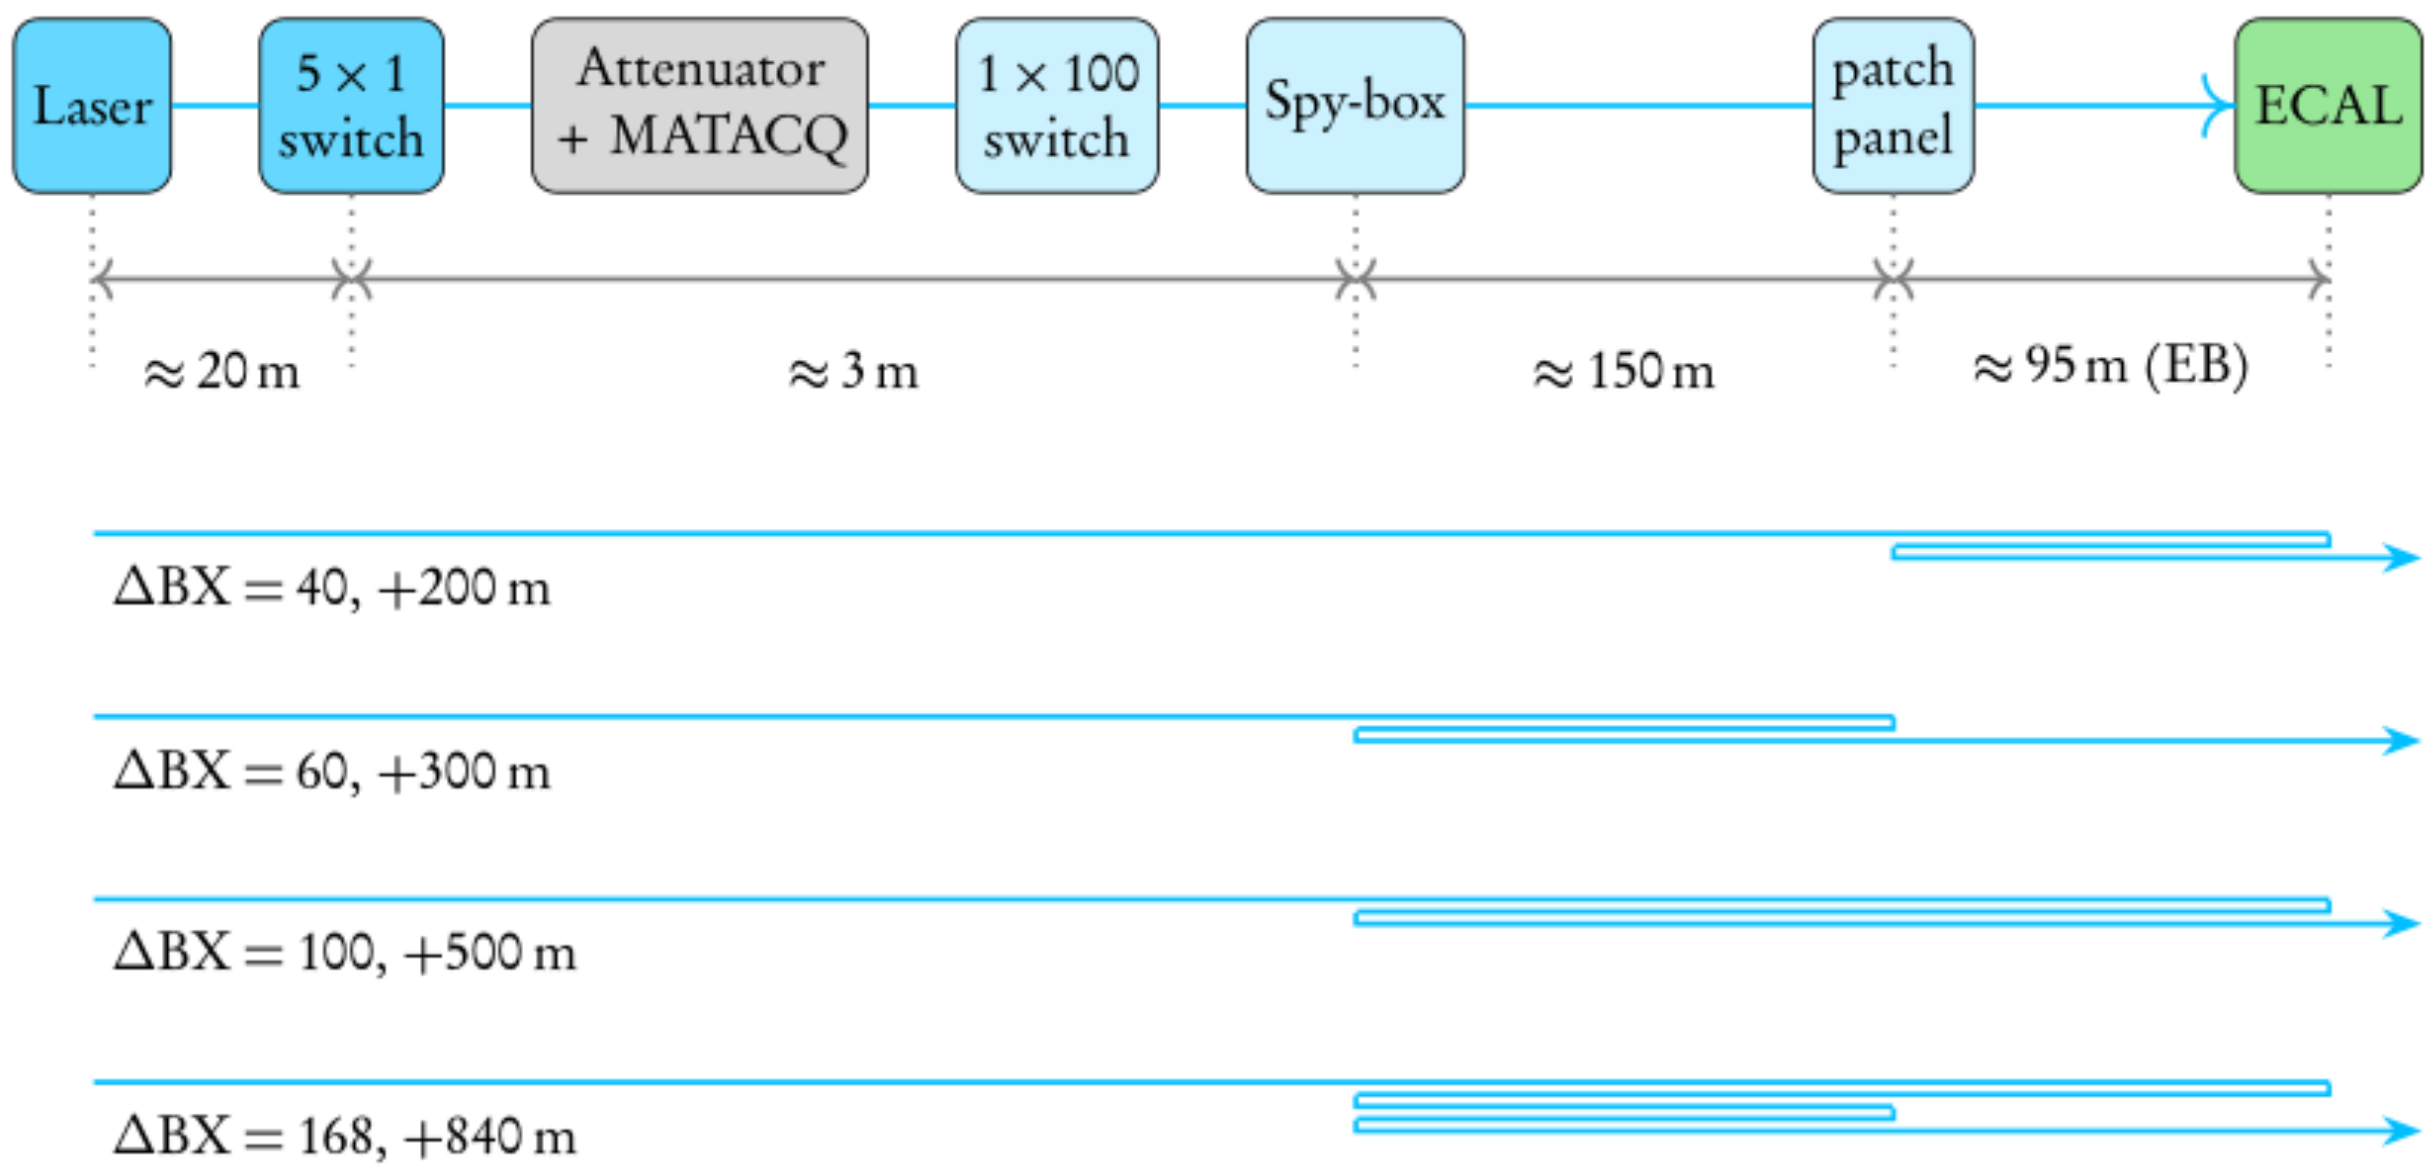 Laser
5 × 1
switch
Attenuator
+ MATACQ
1 × 100
switch
Spy-box
patch
panel
ECAL
≈ 20 m
≈ 3 m
≈ 150 m
≈ 95 m (EB)
ΔBX = 40, +200 m
ΔBX = 60, +300 m
ΔBX = 100, +500 m
ΔBX = 168, +840 m